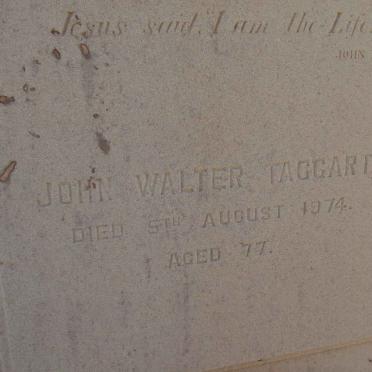 Jesus said, "I am the Life
JOHN
JOHN WALTER TAGGART
DIED 5TH AUGUST 1974.
AGED 77.